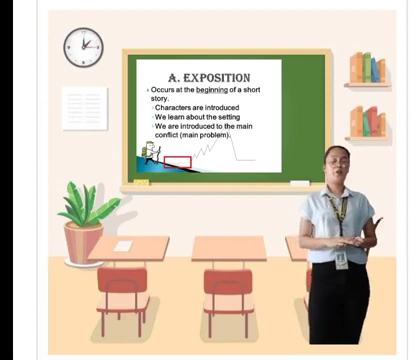 A. EXPOSITION
Occurs at the beginning of a short
story.
Characters are introduced
We learn about the setting
We are introduced to the main
conflict (main problem).